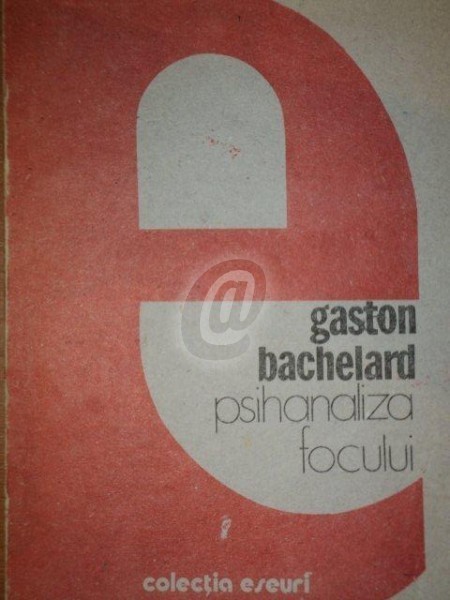 e
@
gaston
bachelard
psihanaliza
focului
colecția eseuri